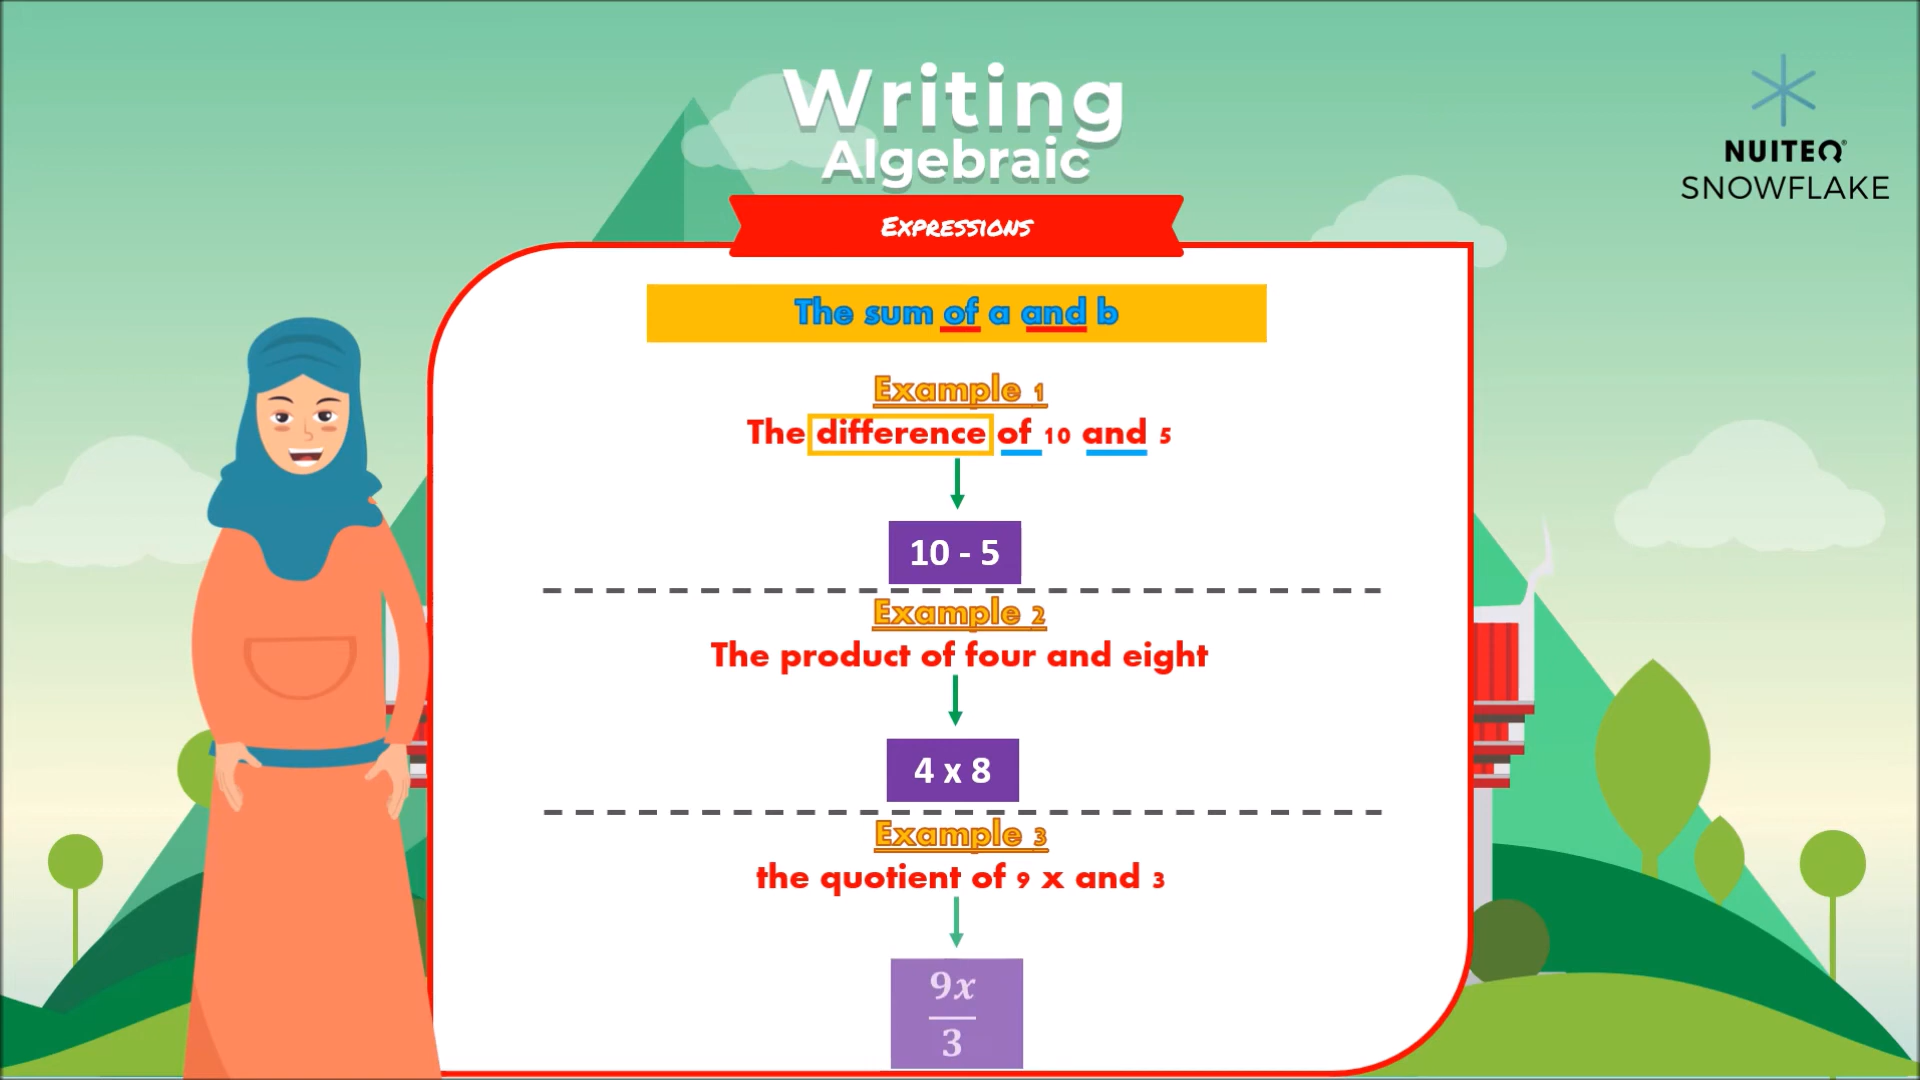 Writing
Algebraic
NUITEQ®
SNOWFLAKE
EXPRESSIONS
The sum of a and b
Example 1
The difference of 10 and 5
10 - 5
Example 2
The product of four and eight
4 x 8
Example 3
the quotient of 9 x and 3
9x
3